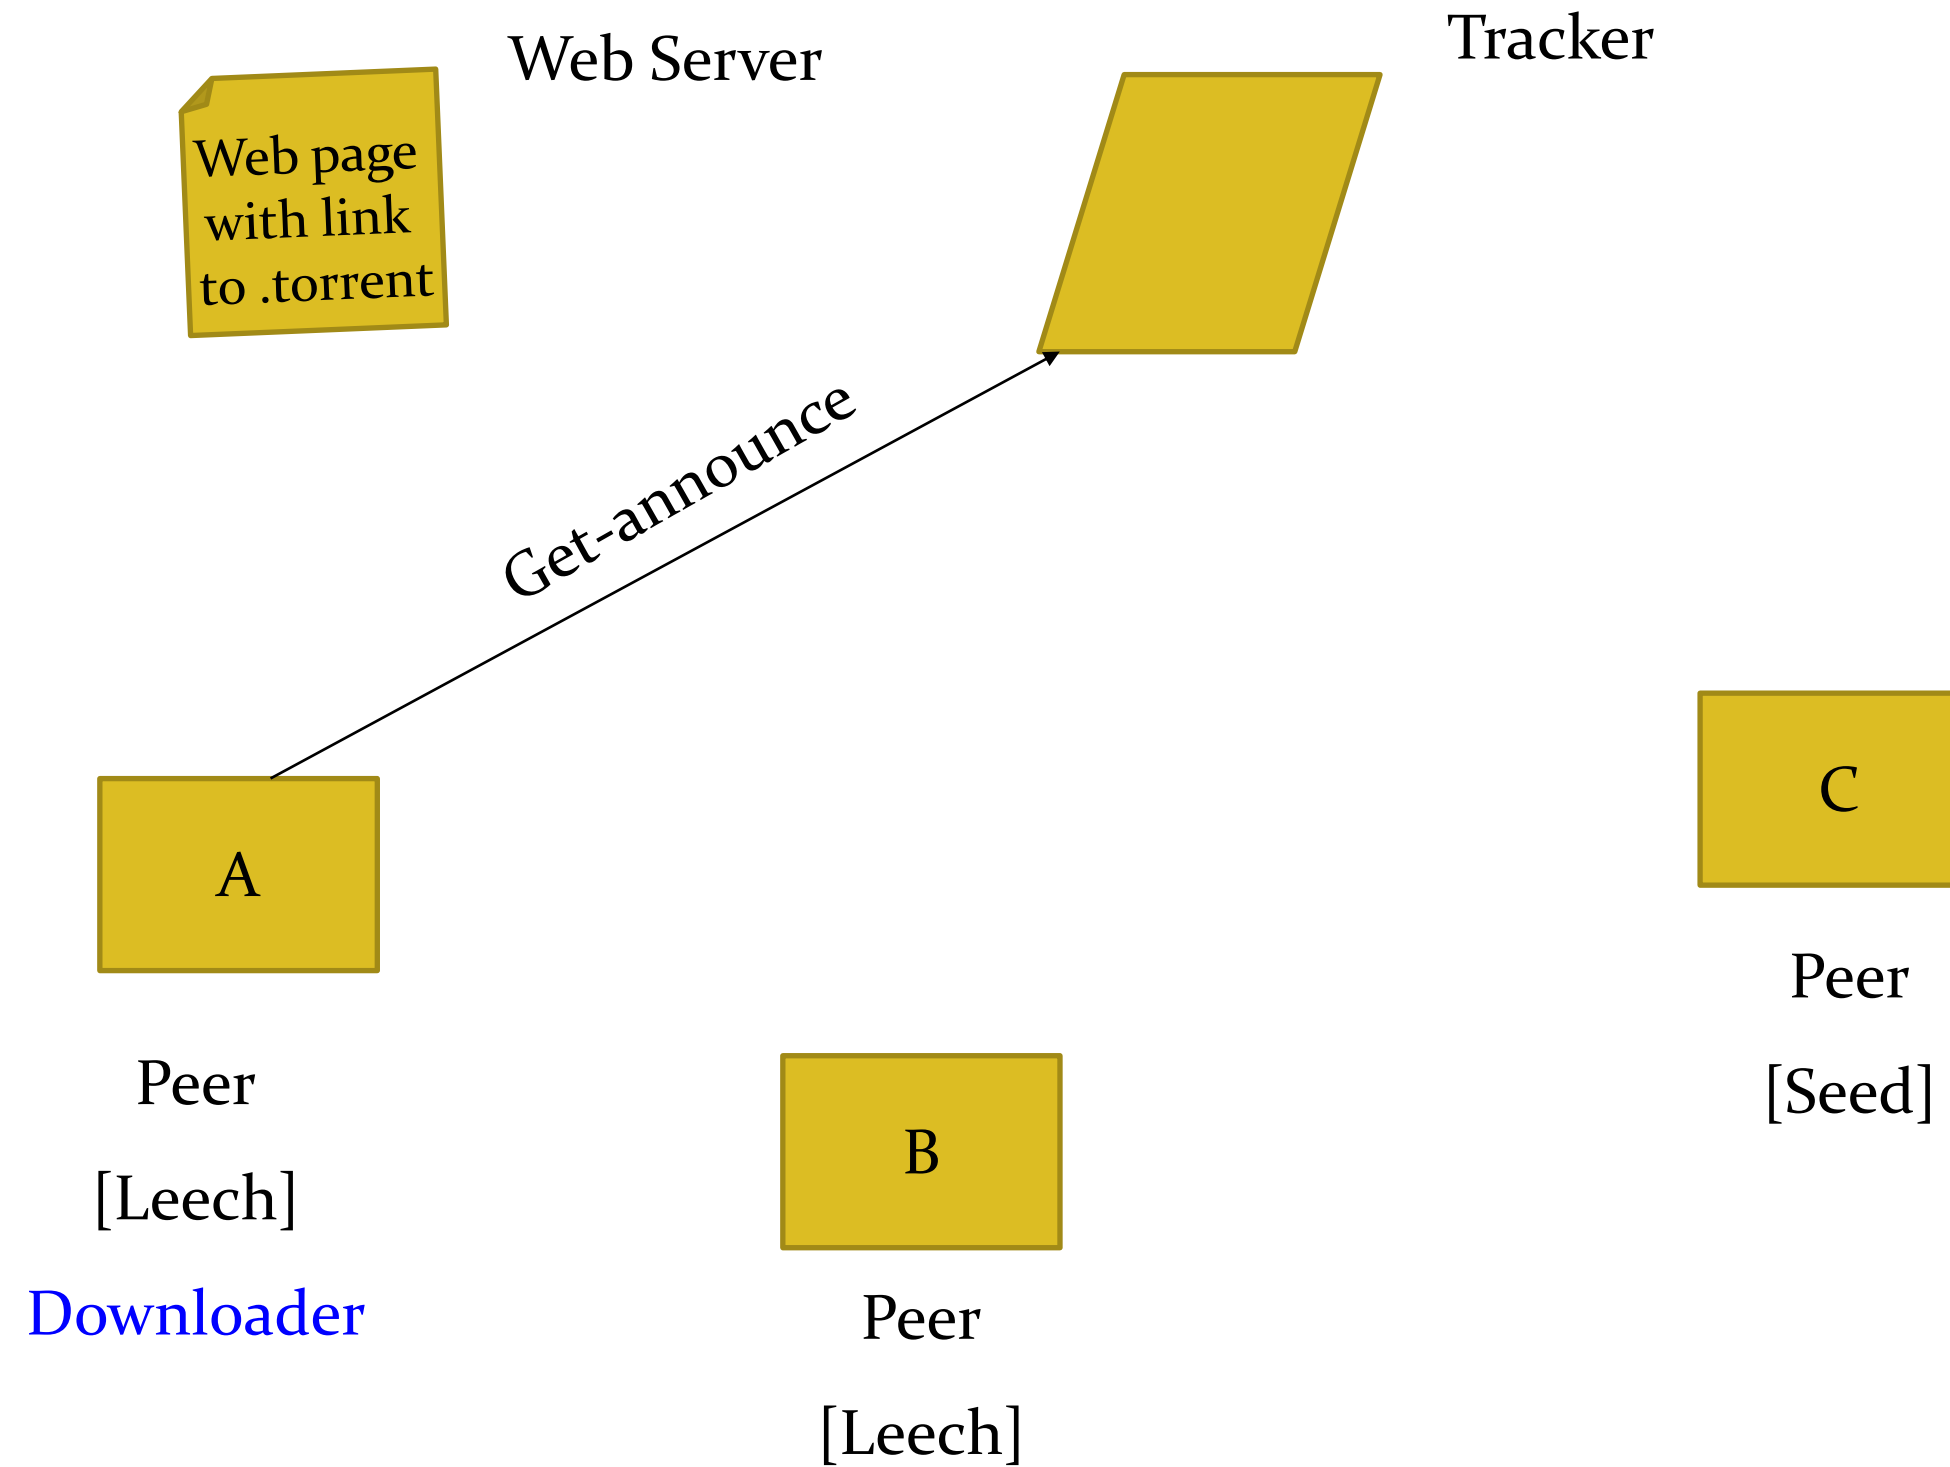 Web Server
Tracker
Web page
with link
to .torrent
Get-announce
A
Peer
[Leech]
Downloader
B
Peer
[Leech]
C
Peer
[Seed]